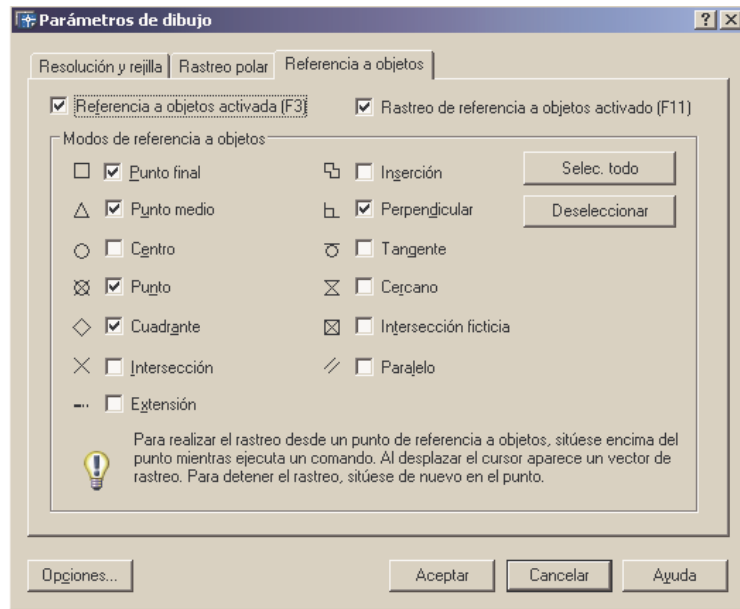 Parámetros de dibujo
Resolución y rejilla
Rastreo polar
Referencia a objetos
Referencia a objetos activada (F3)
Rastreo de referencia a objetos activado (F11)
Modos de referencia a objetos
Punto final
Inserción
Selec. todo
Punto medio
Perpendicular
Deseleccionar
Centro
Tangente
Punto
Cercano
Cuadrante
Intersección ficticia
Intersección
Paralelo
Extensión
Para realizar el rastreo desde un punto de referencia a objetos, sitúese encima del
punto mientras ejecuta un comando. Al desplazar el cursor aparece un vector de
rastreo. Para detener el rastreo, sitúese de nuevo en el punto.
Opciones...
Aceptar
Cancelar
Ayuda